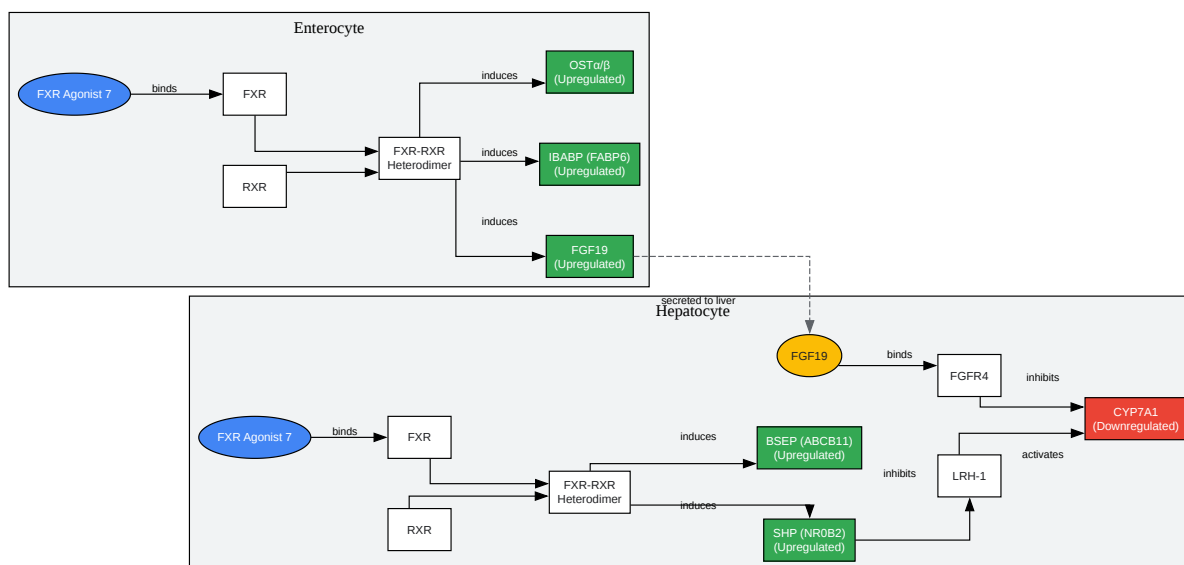 Enterocyte
FXR Agonist 7
binds
FXR
RXR
FXR-RXR
Heterodimer
induces
OSTα/β
(Upregulated)
induces
IBABP (FABP6)
(Upregulated)
induces
FGF19
(Upregulated)
secreted to liver
Hepatocyte
FGF19
binds
FGFR4
inhibits
CYP7A1
(Downregulated)
FXR Agonist 7
binds
FXR
RXR
FXR-RXR
Heterodimer
induces
BSEP (ABCB11)
(Upregulated)
induces
SHP (NR0B2)
(Upregulated)
inhibits
LRH-1
activates